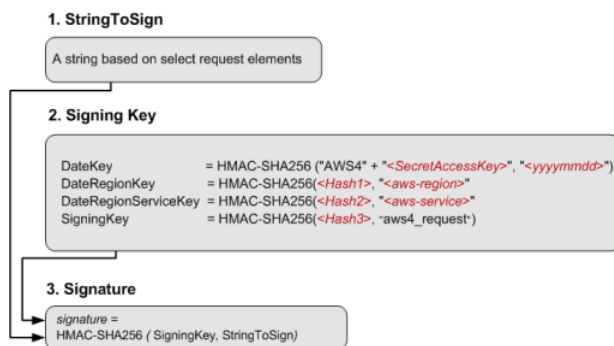 1. StringToSign
A string based on select request elements
2. Signing Key
DateKey = HMAC-SHA256 ("AWS4" + "<SecretAccessKey>", "<yyyymmdd>")
DateRegionKey = HMAC-SHA256(<Hash1>, "<aws-region>"
DateRegionServiceKey = HMAC-SHA256(<Hash2>, "<aws-service>"
SigningKey = HMAC-SHA256(<Hash3>, "aws4_request")
3. Signature
signature =
HMAC-SHA256 ( SigningKey, StringToSign)